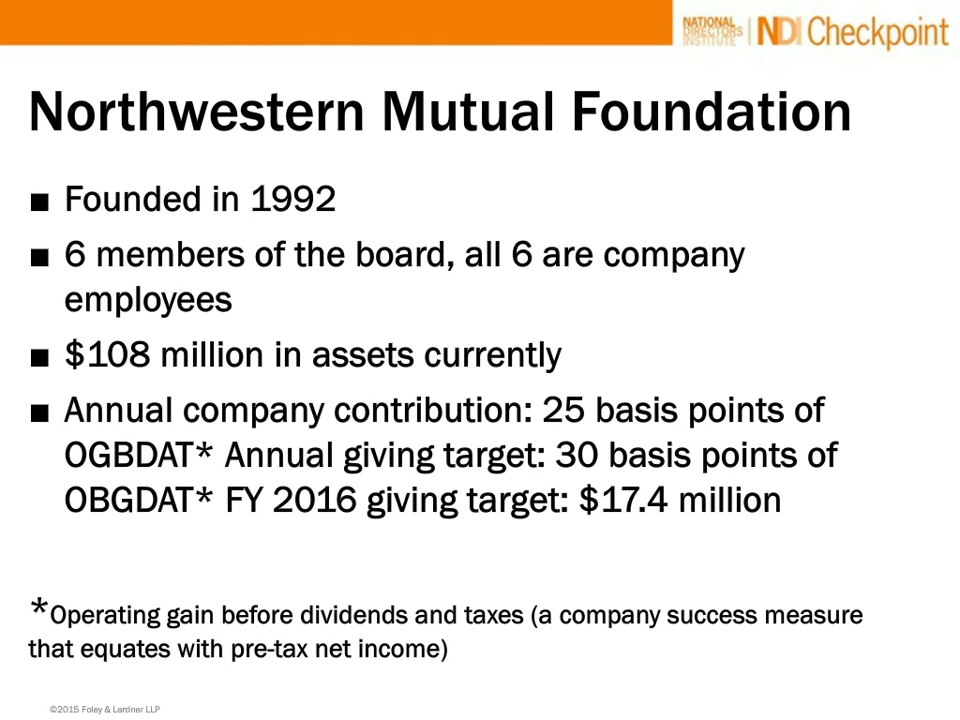 NATIONAL DIRECTORS INSTITUTE | NDI Checkpoint
Northwestern Mutual Foundation
■ Founded in 1992
■ 6 members of the board, all 6 are company
employees
■ $108 million in assets currently
■ Annual company contribution: 25 basis points of
OGBDAT* Annual giving target: 30 basis points of
OBGDAT* FY 2016 giving target: $17.4 million
*Operating gain before dividends and taxes (a company success measure
that equates with pre-tax net income)
©2015 Foley & Lardner LLP